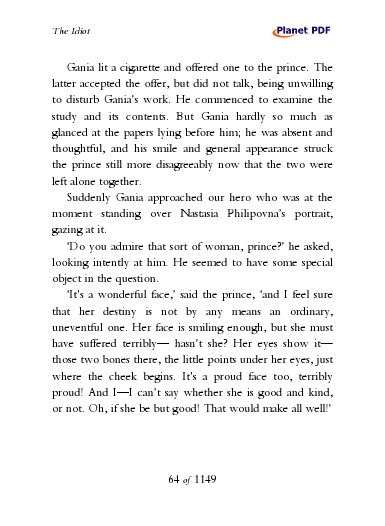 The Idiot
Planet PDF
Gania lit a cigarette and offered one to the prince. The
latter accepted the offer, but did not talk, being unwilling
to disturb Gania's work. He commenced to examine the
study and its contents. But Gania hardly so much as
glanced at the papers lying before him; he was absent and
thoughtful, and his smile and general appearance struck
the prince still more disagreeably now that the two were
left alone together.
Suddenly Gania approached our hero who was at the
moment standing over Nastasia Philipovna's portrait,
gazing at it.
'Do you admire that sort of woman, prince?' he asked,
looking intently at him. He seemed to have some special
object in the question.
'It's a wonderful face,' said the prince, 'and I feel sure
that her destiny is not by any means an ordinary,
uneventful one. Her face is smiling enough, but she must
have suffered terribly— hasn't she? Her eyes show it—
those two bones there, the little points under her eyes, just
where the cheek begins. It's a proud face too, terribly
proud! And I—I can't say whether she is good and kind,
or not. Oh, if she be but good! That would make all well!'
64 of 1149